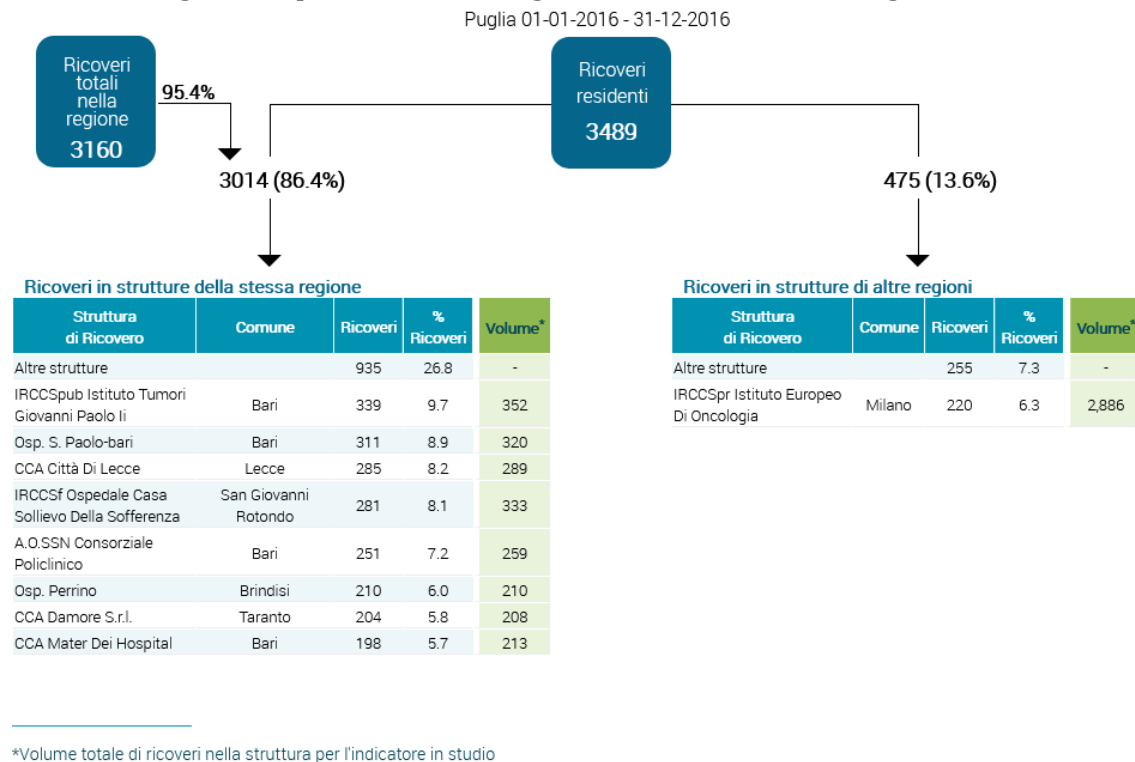 Puglia 01-01-2016 - 31-12-2016
Ricoveri
totali
nella
regione
3160
95.4%
Ricoveri
residenti
3489
3014 (86.4%)
475 (13.6%)
Ricoveri in strutture della stessa regione
Struttura
di Ricovero
Comune
Ricoveri
%
Ricoveri
Volume*
Altre strutture 935 26.8 -
IRCCSpub Istituto Tumori
Giovanni Paolo Ii
Bari 339 9.7 352
Osp. S. Paolo-bari Bari 311 8.9 320
CCA Città Di Lecce Lecce 285 8.2 289
IRCCSf Ospedale Casa
Sollievo Della Sofferenza
San Giovanni
Rotondo
281 8.1 333
A.O.SSN Consorziale
Policlinico
Bari 251 7.2 259
Osp. Perrino Brindisi 210 6.0 210
CCA Damore S.r.l. Taranto 204 5.8 208
CCA Mater Dei Hospital Bari 198 5.7 213
Ricoveri in strutture di altre regioni
Struttura
di Ricovero
Comune
Ricoveri
%
Ricoveri
Volume*
Altre strutture 255 7.3 -
IRCCSpr Istituto Europeo
Di Oncologia
Milano 220 6.3 2,886
*Volume totale di ricoveri nella struttura per l'indicatore in studio